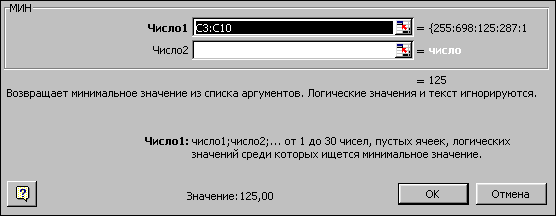 МИН
Число1 C3:C10 = {255:698:125:287:1
Число2 = число
= 125
Возвращает минимальное значение из списка аргументов. Логические значения и текст игнорируются.
Число1: число1;число2;... от 1 до 30 чисел, пустых ячеек, логических
значений среди которых ищется минимальное значение.
? Значение:125,00 OK Отмена